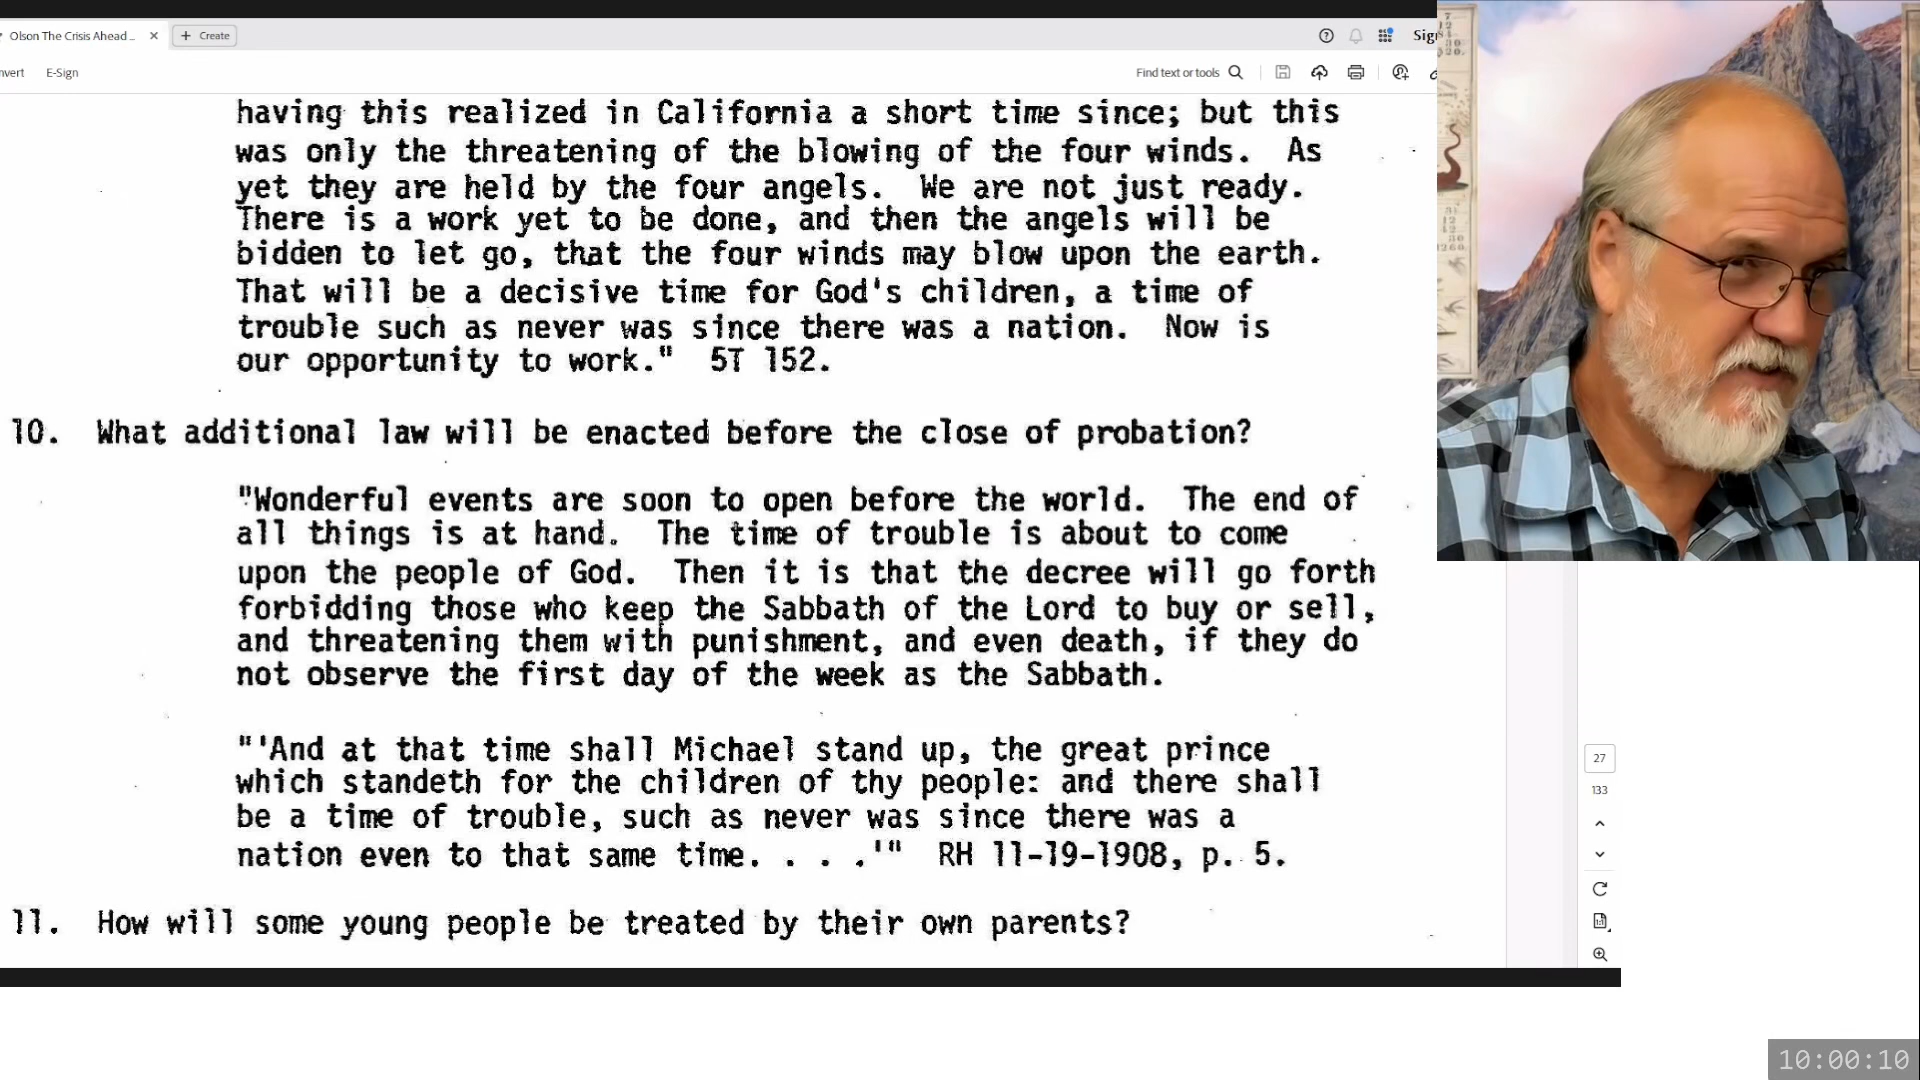 Olson The Crisis Ahead ...
Create
Sig
nvert
E-Sign
Find text or tools
having this realized in California a short time since; but this
was only the threatening of the blowing of the four winds. As
yet they are held by the four angels. We are not just ready.
There is a work yet to be done, and then the angels will be
bidden to let go, that the four winds may blow upon the earth.
That will be a decisive time for God's children, a time of
trouble such as never was since there was a nation. Now is
our opportunity to work." 5T 152.
10. What additional law will be enacted before the close of probation?
"Wonderful events are soon to open before the world. The end of
all things is at hand. The time of trouble is about to come
upon the people of God. Then it is that the decree will go forth
forbidding those who keep the Sabbath of the Lord to buy or sell,
and threatening them with punishment, and even death, if they do
not observe the first day of the week as the Sabbath.
"'And at that time shall Michael stand up, the great prince
which standeth for the children of thy people: and there shall
be a time of trouble, such as never was since there was a
nation even to that same time. . . .'" RH 11-19-1908, p. 5.
11. How will some young people be treated by their own parents?
27
133
10:00:10